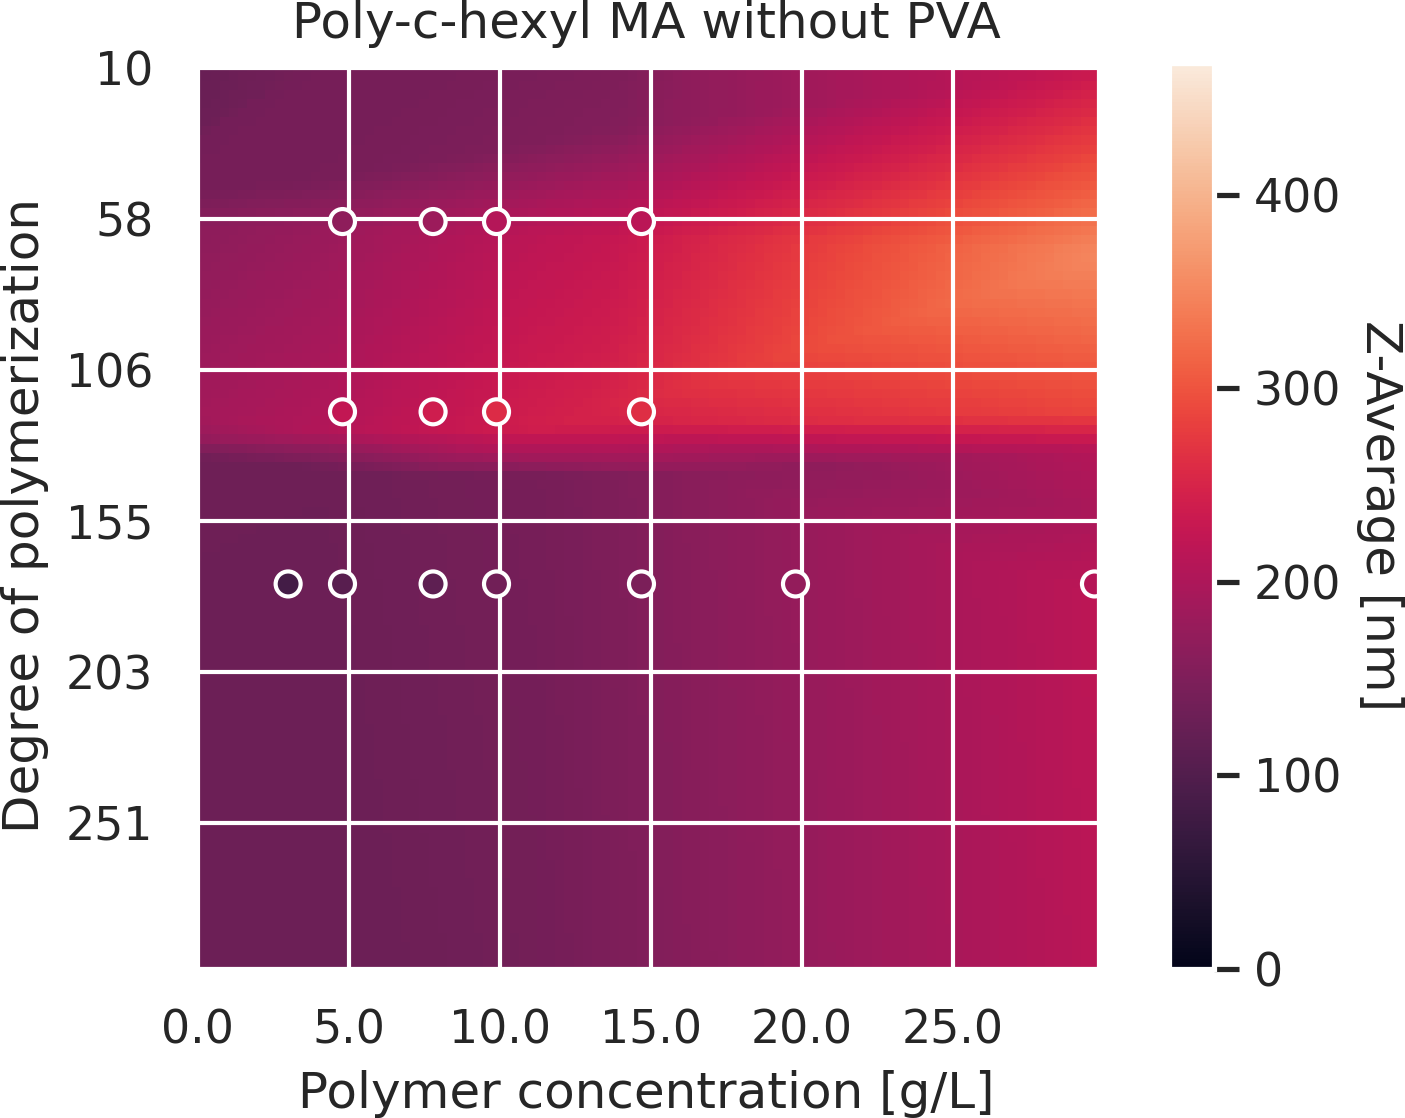 Poly-c-hexyl MA without PVA
10
58
106
155
203
251
Degree of polymerization
0.0 5.0 10.0 15.0 20.0 25.0
Polymer concentration [g/L]
400
300
200
100
0
Z-Average [nm]